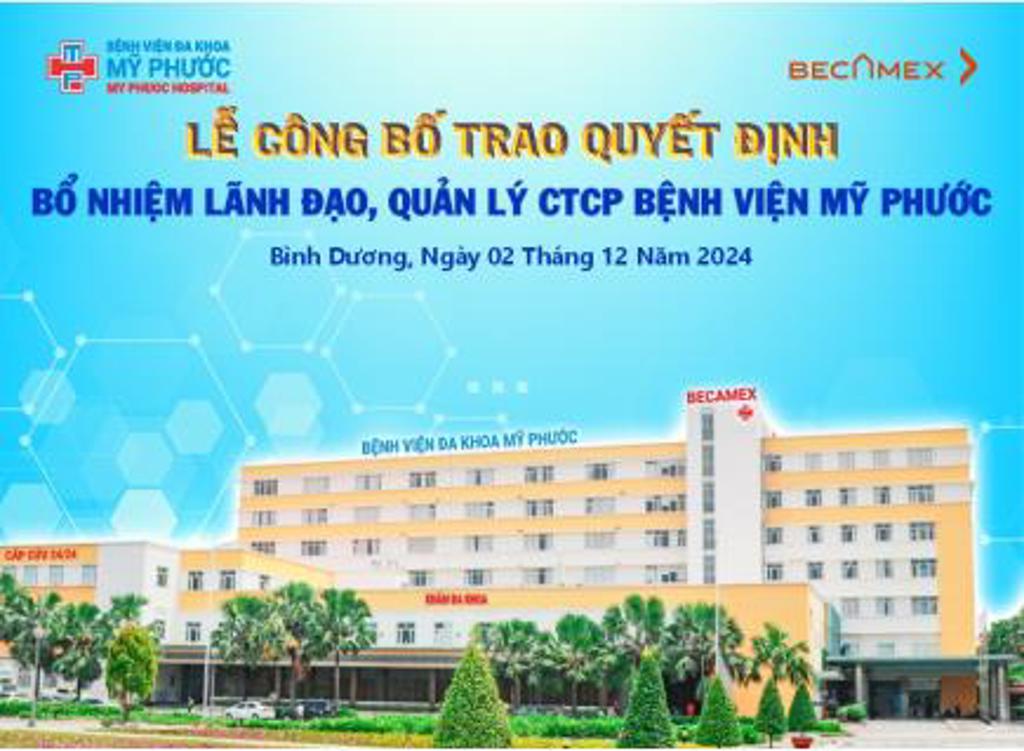 BỆNH VIỆN ĐA KHOA
MỸ PHƯỚC
MY PHUOC HOSPITAL
BECAMEX
LỄ CÔNG BỐ TRAO QUYẾT ĐỊNH
BỔ NHIỆM LÃNH ĐẠO, QUẢN LÝ CTCP BỆNH VIỆN MỸ PHƯỚC
Bình Dương, Ngày 02 Tháng 12 Năm 2024
BECAMEX
BỆNH VIỆN ĐA KHOA MỸ PHƯỚC
CẤP CỨU 24/24
KHÁM ĐA KHOA